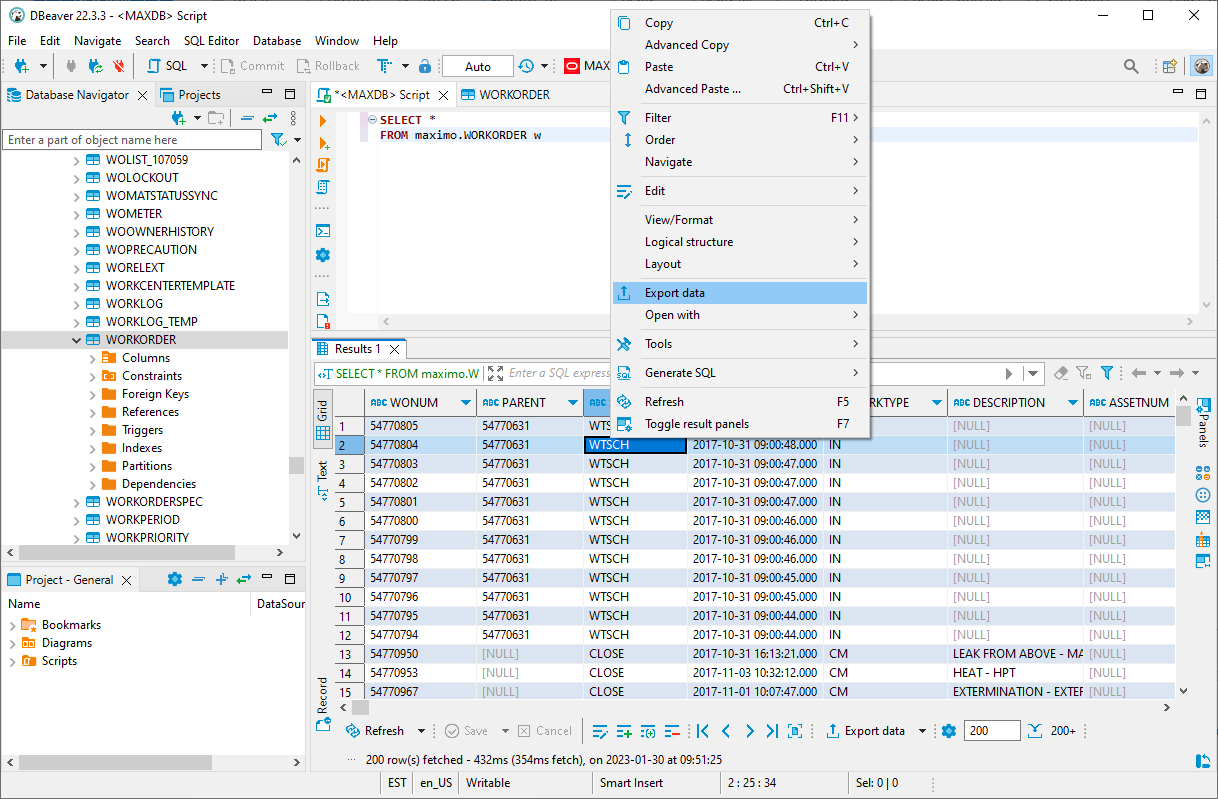 DBeaver 22.3.3 - <MAXDB> Script
File Edit Navigate Search SQL Editor Database Window Help
SQL Commit Rollback Auto MAX
Database Navigator Projects
Enter a part of object name here
WOLIST_107059
WOLOCKOUT
WOMATSTATUSSYNC
WOMETER
WOOWNERHISTORY
WOPRECAUTION
WORELEXT
WORKCENTERTEMPLATE
WORKLOG
WORKLOG_TEMP
WORKORDER
Columns
Constraints
Foreign Keys
References
Triggers
Indexes
Partitions
Dependencies
WORKORDERSPEC
WORKPERIOD
WORKPRIORITY
Project - General
Name DataSour
Bookmarks
Diagrams
Scripts
*<MAXDB> Script WORKORDER
SELECT *
FROM maximo.WORKORDER w
Copy Ctrl+C
Advanced Copy
Paste Ctrl+V
Advanced Paste ... Ctrl+Shift+V
Filter F11
Order
Navigate
Edit
View/Format
Logical structure
Layout
Export data
Open with
Tools
Generate SQL
Refresh F5
Toggle result panels F7
Results 1
SELECT * FROM maximo.W Enter a SQL express
Grid
Text
Record
Panels
ABC WONUM ABC PARENT ABC RKTYPE ABC DESCRIPTION ABC ASSETNUM
1 54770805 54770631 WTS [NULL] [NULL]
2 54770804 54770631 WTSCH 2017-10-31 09:00:48.000 IN [NULL] [NULL]
3 54770803 54770631 WTSCH 2017-10-31 09:00:47.000 IN [NULL] [NULL]
4 54770802 54770631 WTSCH 2017-10-31 09:00:47.000 IN [NULL] [NULL]
5 54770801 54770631 WTSCH 2017-10-31 09:00:47.000 IN [NULL] [NULL]
6 54770800 54770631 WTSCH 2017-10-31 09:00:46.000 IN [NULL] [NULL]
7 54770799 54770631 WTSCH 2017-10-31 09:00:46.000 IN [NULL] [NULL]
8 54770798 54770631 WTSCH 2017-10-31 09:00:46.000 IN [NULL] [NULL]
9 54770797 54770631 WTSCH 2017-10-31 09:00:45.000 IN [NULL] [NULL]
10 54770796 54770631 WTSCH 2017-10-31 09:00:45.000 IN [NULL] [NULL]
11 54770795 54770631 WTSCH 2017-10-31 09:00:44.000 IN [NULL] [NULL]
12 54770794 54770631 WTSCH 2017-10-31 09:00:44.000 IN [NULL] [NULL]
13 54770950 [NULL] CLOSE 2017-10-31 16:13:21.000 CM LEAK FROM ABOVE - MA [NULL]
14 54770953 [NULL] CLOSE 2017-11-03 10:32:12.000 CM HEAT - HPT [NULL]
15 54770967 [NULL] CLOSE 2017-11-01 10:07:47.000 CM EXTERMINATION - EXTER [NULL]
Refresh Save Cancel Export data 200 200+
200 row(s) fetched - 432ms (354ms fetch), on 2023-01-30 at 09:51:25
EST en_US Writable Smart Insert 2 : 25 : 34 Sel: 0 | 0